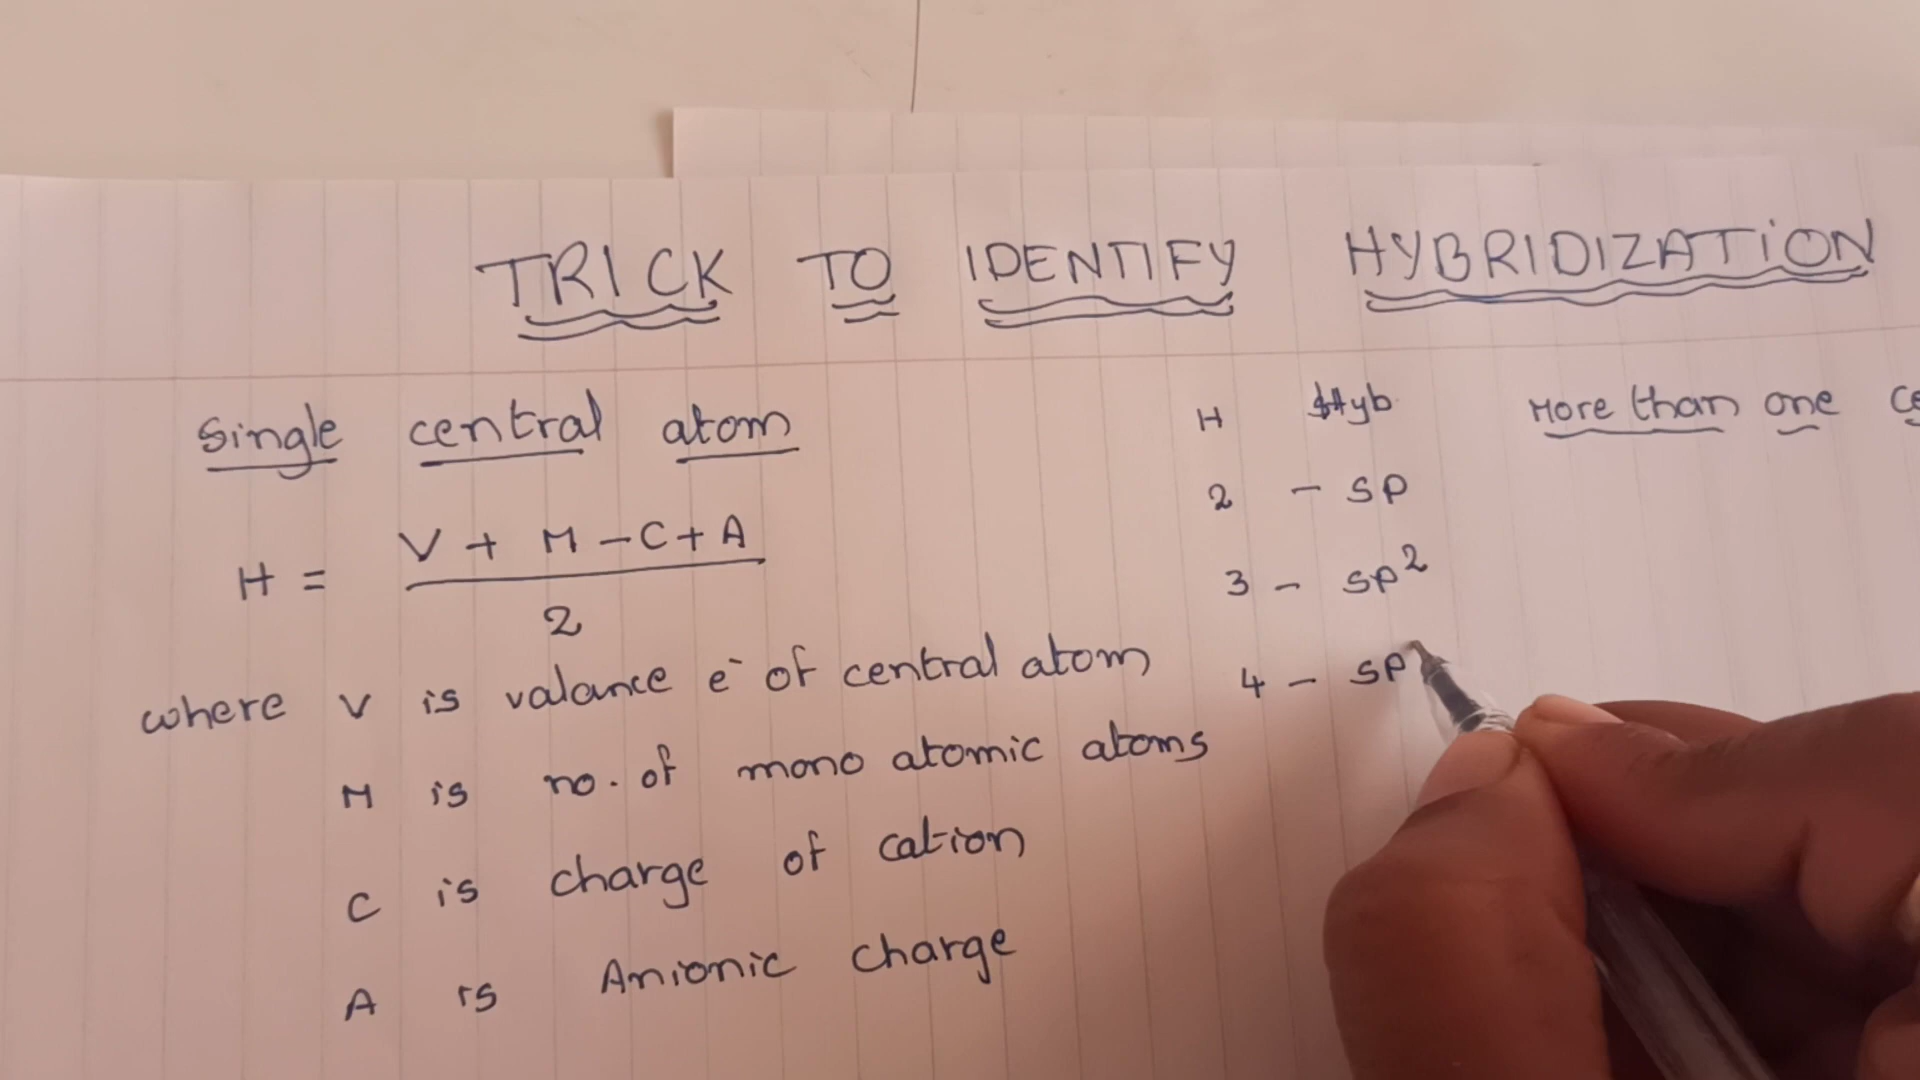 TRICK TO IDENTIFY HYBRIDIZATION
Single central atom
H = V + M - C + A
2
where V is valance e⁻ of central atom
M is no. of mono atomic atoms
C is charge of cation
A is Anionic charge
H Hyb
2 - SP
3 - SP²
4 - SP
More than one